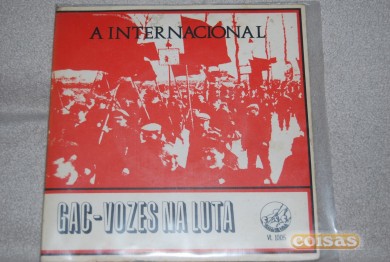 A INTERNACIONAL
GAC-VOZES NA LUTA
coisas